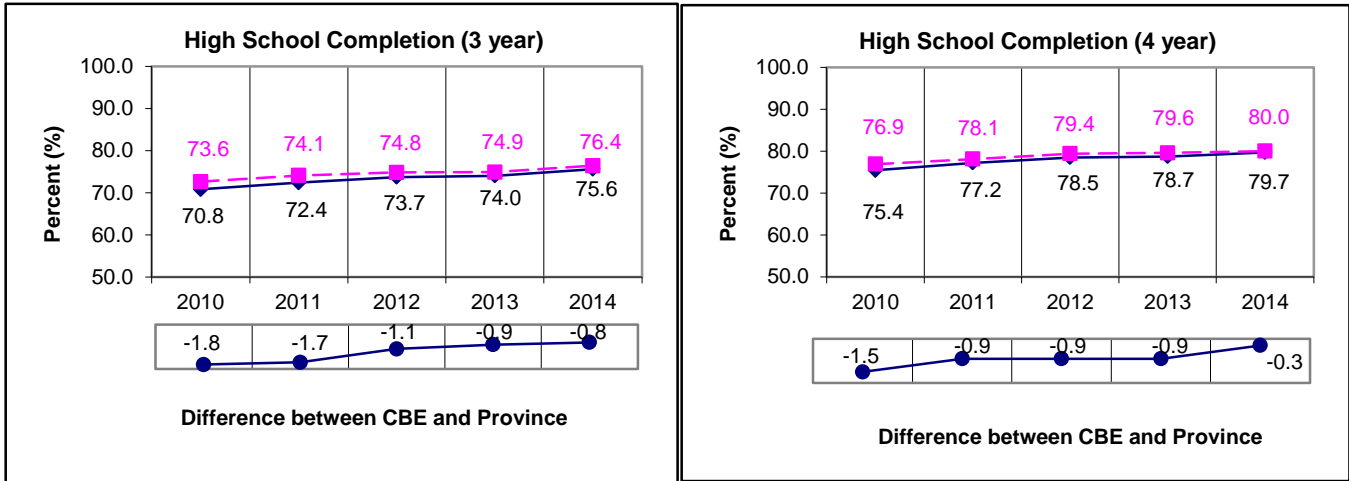 High School Completion (3 year)
100.0
90.0
80.0
70.0
60.0
50.0
Percent (%)
73.6 74.1 74.8 74.9 76.4
70.8 72.4 73.7 74.0 75.6
2010 2011 2012 2013 2014
-1.8 -1.7 -1.1 -0.9 -0.8
Difference between CBE and Province
High School Completion (4 year)
100.0
90.0
80.0
70.0
60.0
50.0
Percent (%)
76.9 78.1 79.4 79.6 80.0
75.4 77.2 78.5 78.7 79.7
2010 2011 2012 2013 2014
-1.5 -0.9 -0.9 -0.9 -0.3
Difference between CBE and Province